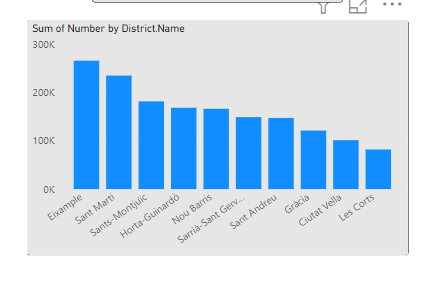 Sum of Number by District.Name
300K
200K
100K
0K
Eixample
Sant Martí
Sants-Montjuic
Horta-Guinardó
Nou Barris
Sarrià-Sant Gerv...
Sant Andreu
Gràcia
Ciutat Vella
Les Corts